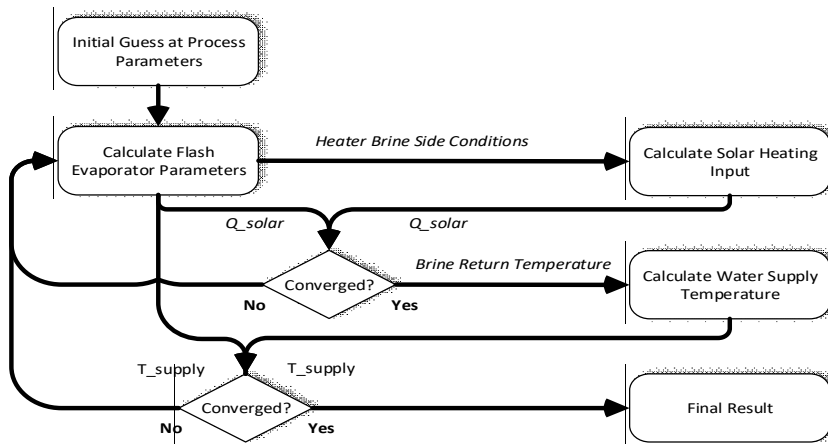 Initial Guess at Process
Parameters
Calculate Flash
Evaporator Parameters
Heater Brine Side Conditions
Calculate Solar Heating
Input
Q_solar
Q_solar
Converged?
No
Yes
Brine Return Temperature
Calculate Water Supply
Temperature
T_supply
T_supply
Converged?
No
Yes
Final Result